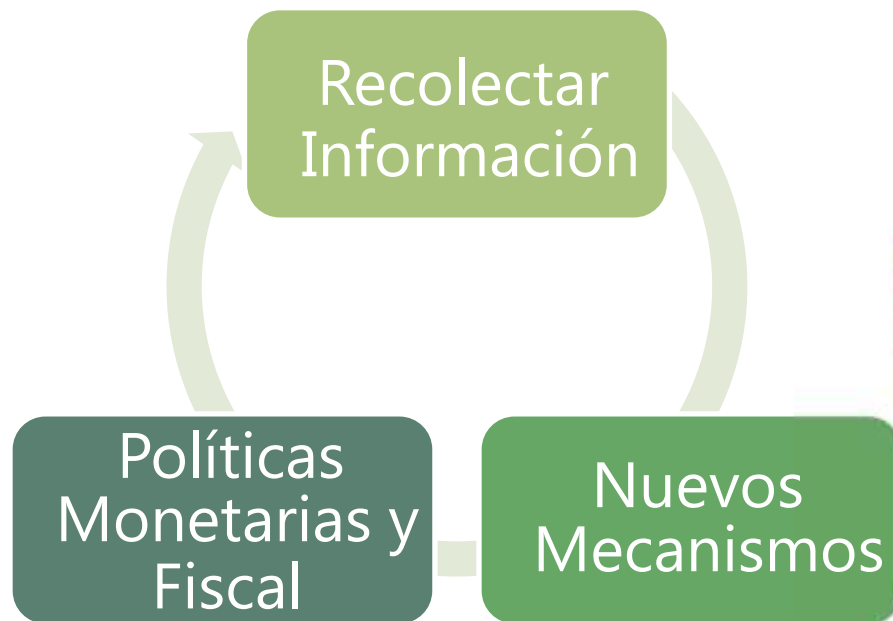 Recolectar
Información
Políticas
Monetarias y
Fiscal
Nuevos
Mecanismos